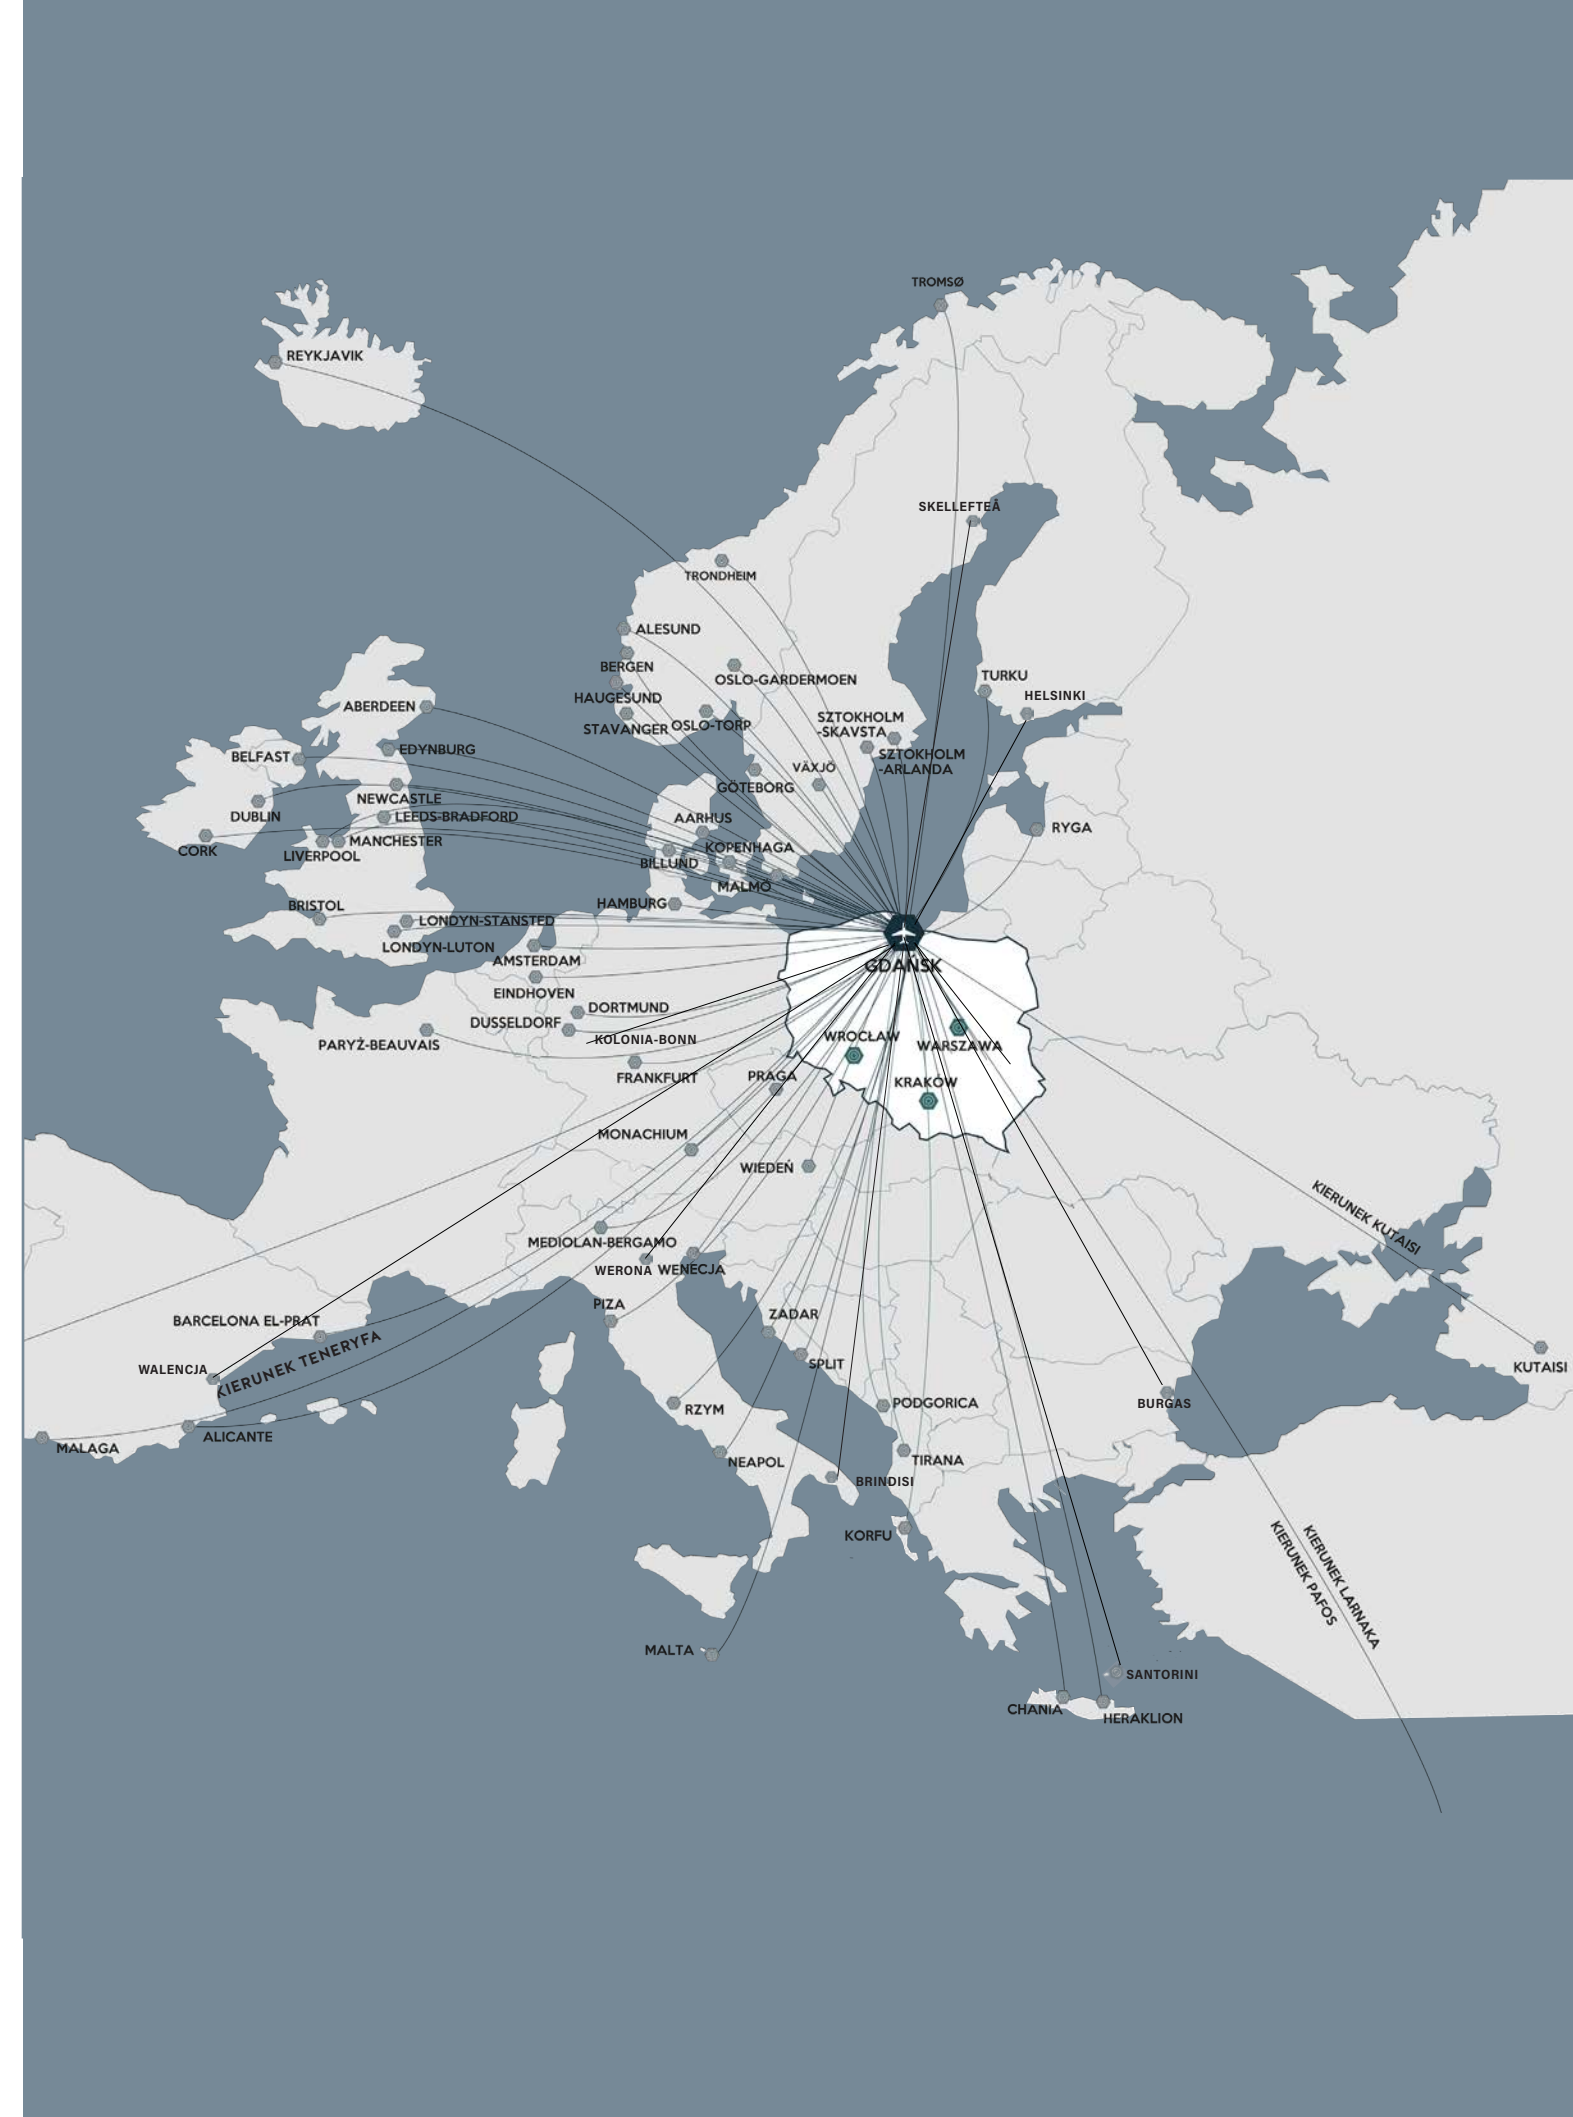 TROMSØ
REYKJAVIK
SKELLEFTEÅ
TRONDHEIM
ALESUND
BERGEN
OSLO-GARDERMOEN
TURKU
HELSINKI
HAUGESUND
ABERDEEN
STAVANGER
OSLO-TORP
SZTOKHOLM
-SKAVSTA
SZTOKHOLM
-ARLANDA
EDYNBURG
BELFAST
VÄXJÖ
GÖTEBORG
NEWCASTLE
DUBLIN
LEEDS-BRADFORD
AARHUS
RYGA
CORK
LIVERPOOL
MANCHESTER
KOPENHAGA
BILLUND
MALMÖ
HAMBURG
BRISTOL
LONDYN-STANSTED
LONDYN-LUTON
AMSTERDAM
GDAŃSK
EINDHOVEN
DORTMUND
DUSSELDORF
KOLONIA-BONN
PARYŻ-BEAUVAIS
WROCŁAW
WARSZAWA
FRANKFURT
PRAGA
KRAKÓW
MONACHIUM
WIEDEŃ
KIERUNEK KUTAISI
MEDIOLAN-BERGAMO
WERONA
WENECJA
PIZA
ZADAR
BARCELONA EL-PRAT
KIERUNEK TENERYFA
WALENCJA
SPLIT
KUTAISI
RZYM
PODGORICA
BURGAS
MALAGA
ALICANTE
NEAPOL
TIRANA
BRINDISI
KORFU
KIERUNEK LARNAKA
KIERUNEK PAFOS
MALTA
SANTORINI
CHANIA
HERAKLION